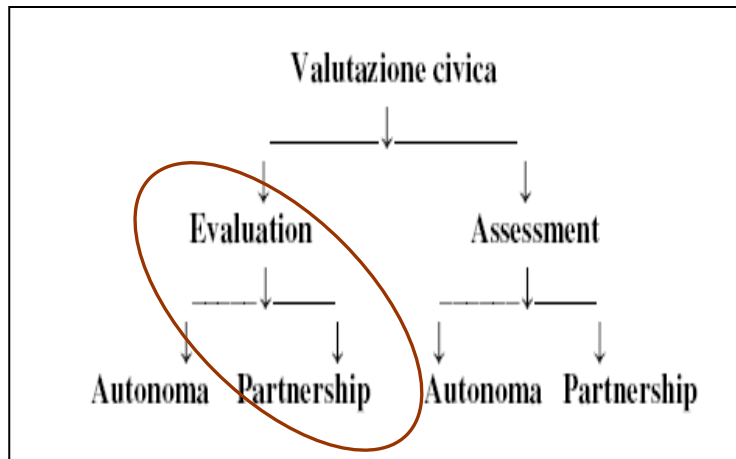 Valutazione civica
Evaluation Assessment
Autonoma Partnership Autonoma Partnership